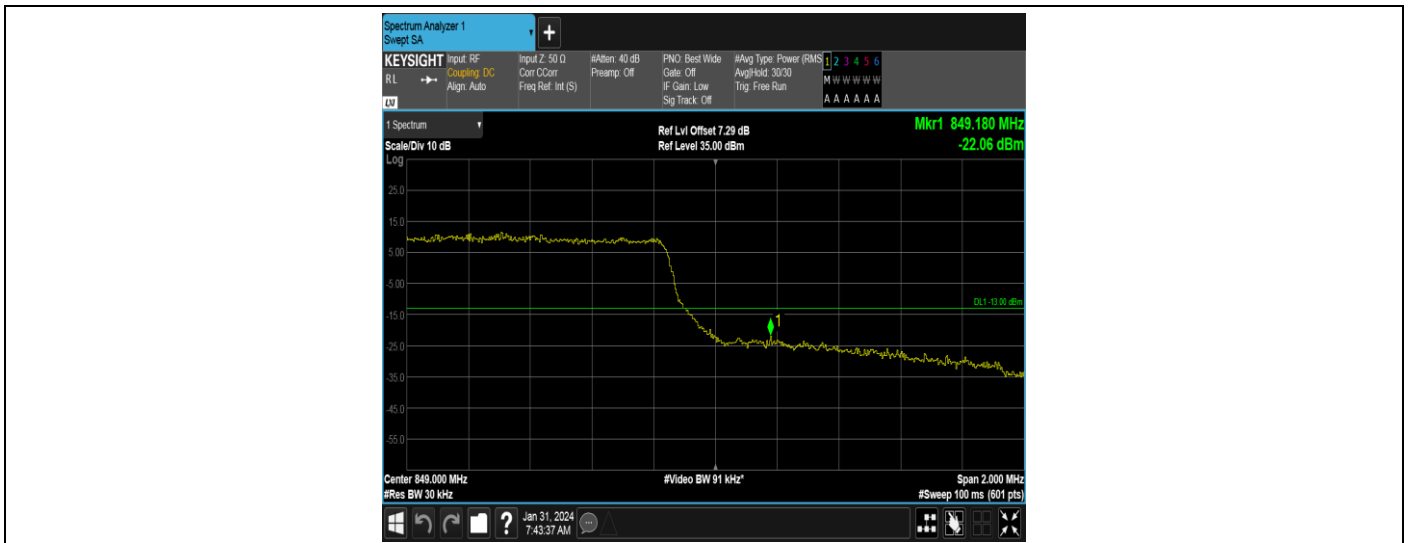 Spectrum Analyzer 1
Swept SA
+
KEYSIGHT
RL
LXI
Input: RF
Coupling: DC
Align: Auto
Input Z: 50 Ω
Corr CCorr
Freq Ref: Int (S)
#Atten: 40 dB
Preamp: Off
PNO: Best Wide
Gate: Off
IF Gain: Low
Sig Track: Off
#Avg Type: Power (RMS
Avg|Hold: 30/30
Trig: Free Run
1 2 3 4 5 6
M W W W W W
A A A A A A
1 Spectrum
Scale/Div 10 dB
Ref Lvl Offset 7.29 dB
Ref Level 35.00 dBm
Mkr1 849.180 MHz
-22.06 dBm
Log
25.0
15.0
5.00
-5.00
-15.0
-25.0
-35.0
-45.0
-55.0
DL1 -13.00 dBm
1
Center 849.000 MHz
#Res BW 30 kHz
#Video BW 91 kHz*
Span 2.000 MHz
#Sweep 100 ms (601 pts)
?
Jan 31, 2024
7:43:37 AM